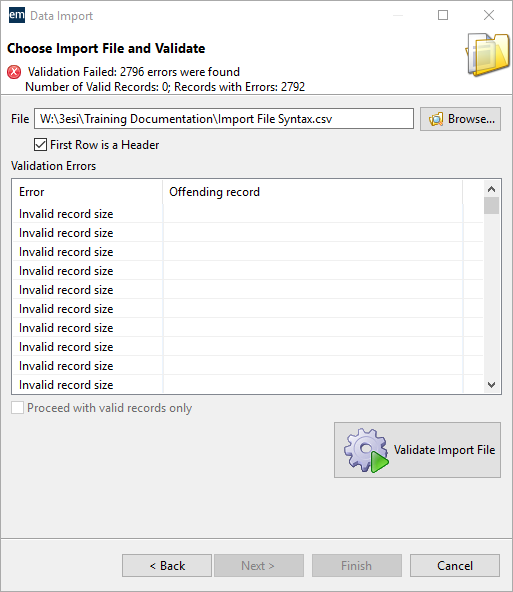 em Data Import
Choose Import File and Validate
Validation Failed: 2796 errors were found
Number of Valid Records: 0; Records with Errors: 2792
File W:\3esi\Training Documentation\Import File Syntax.csv Browse...
First Row is a Header
Validation Errors
Error Offending record
Invalid record size
Invalid record size
Invalid record size
Invalid record size
Invalid record size
Invalid record size
Invalid record size
Invalid record size
Invalid record size
Invalid record size
Proceed with valid records only
Validate Import File
< Back Next > Finish Cancel